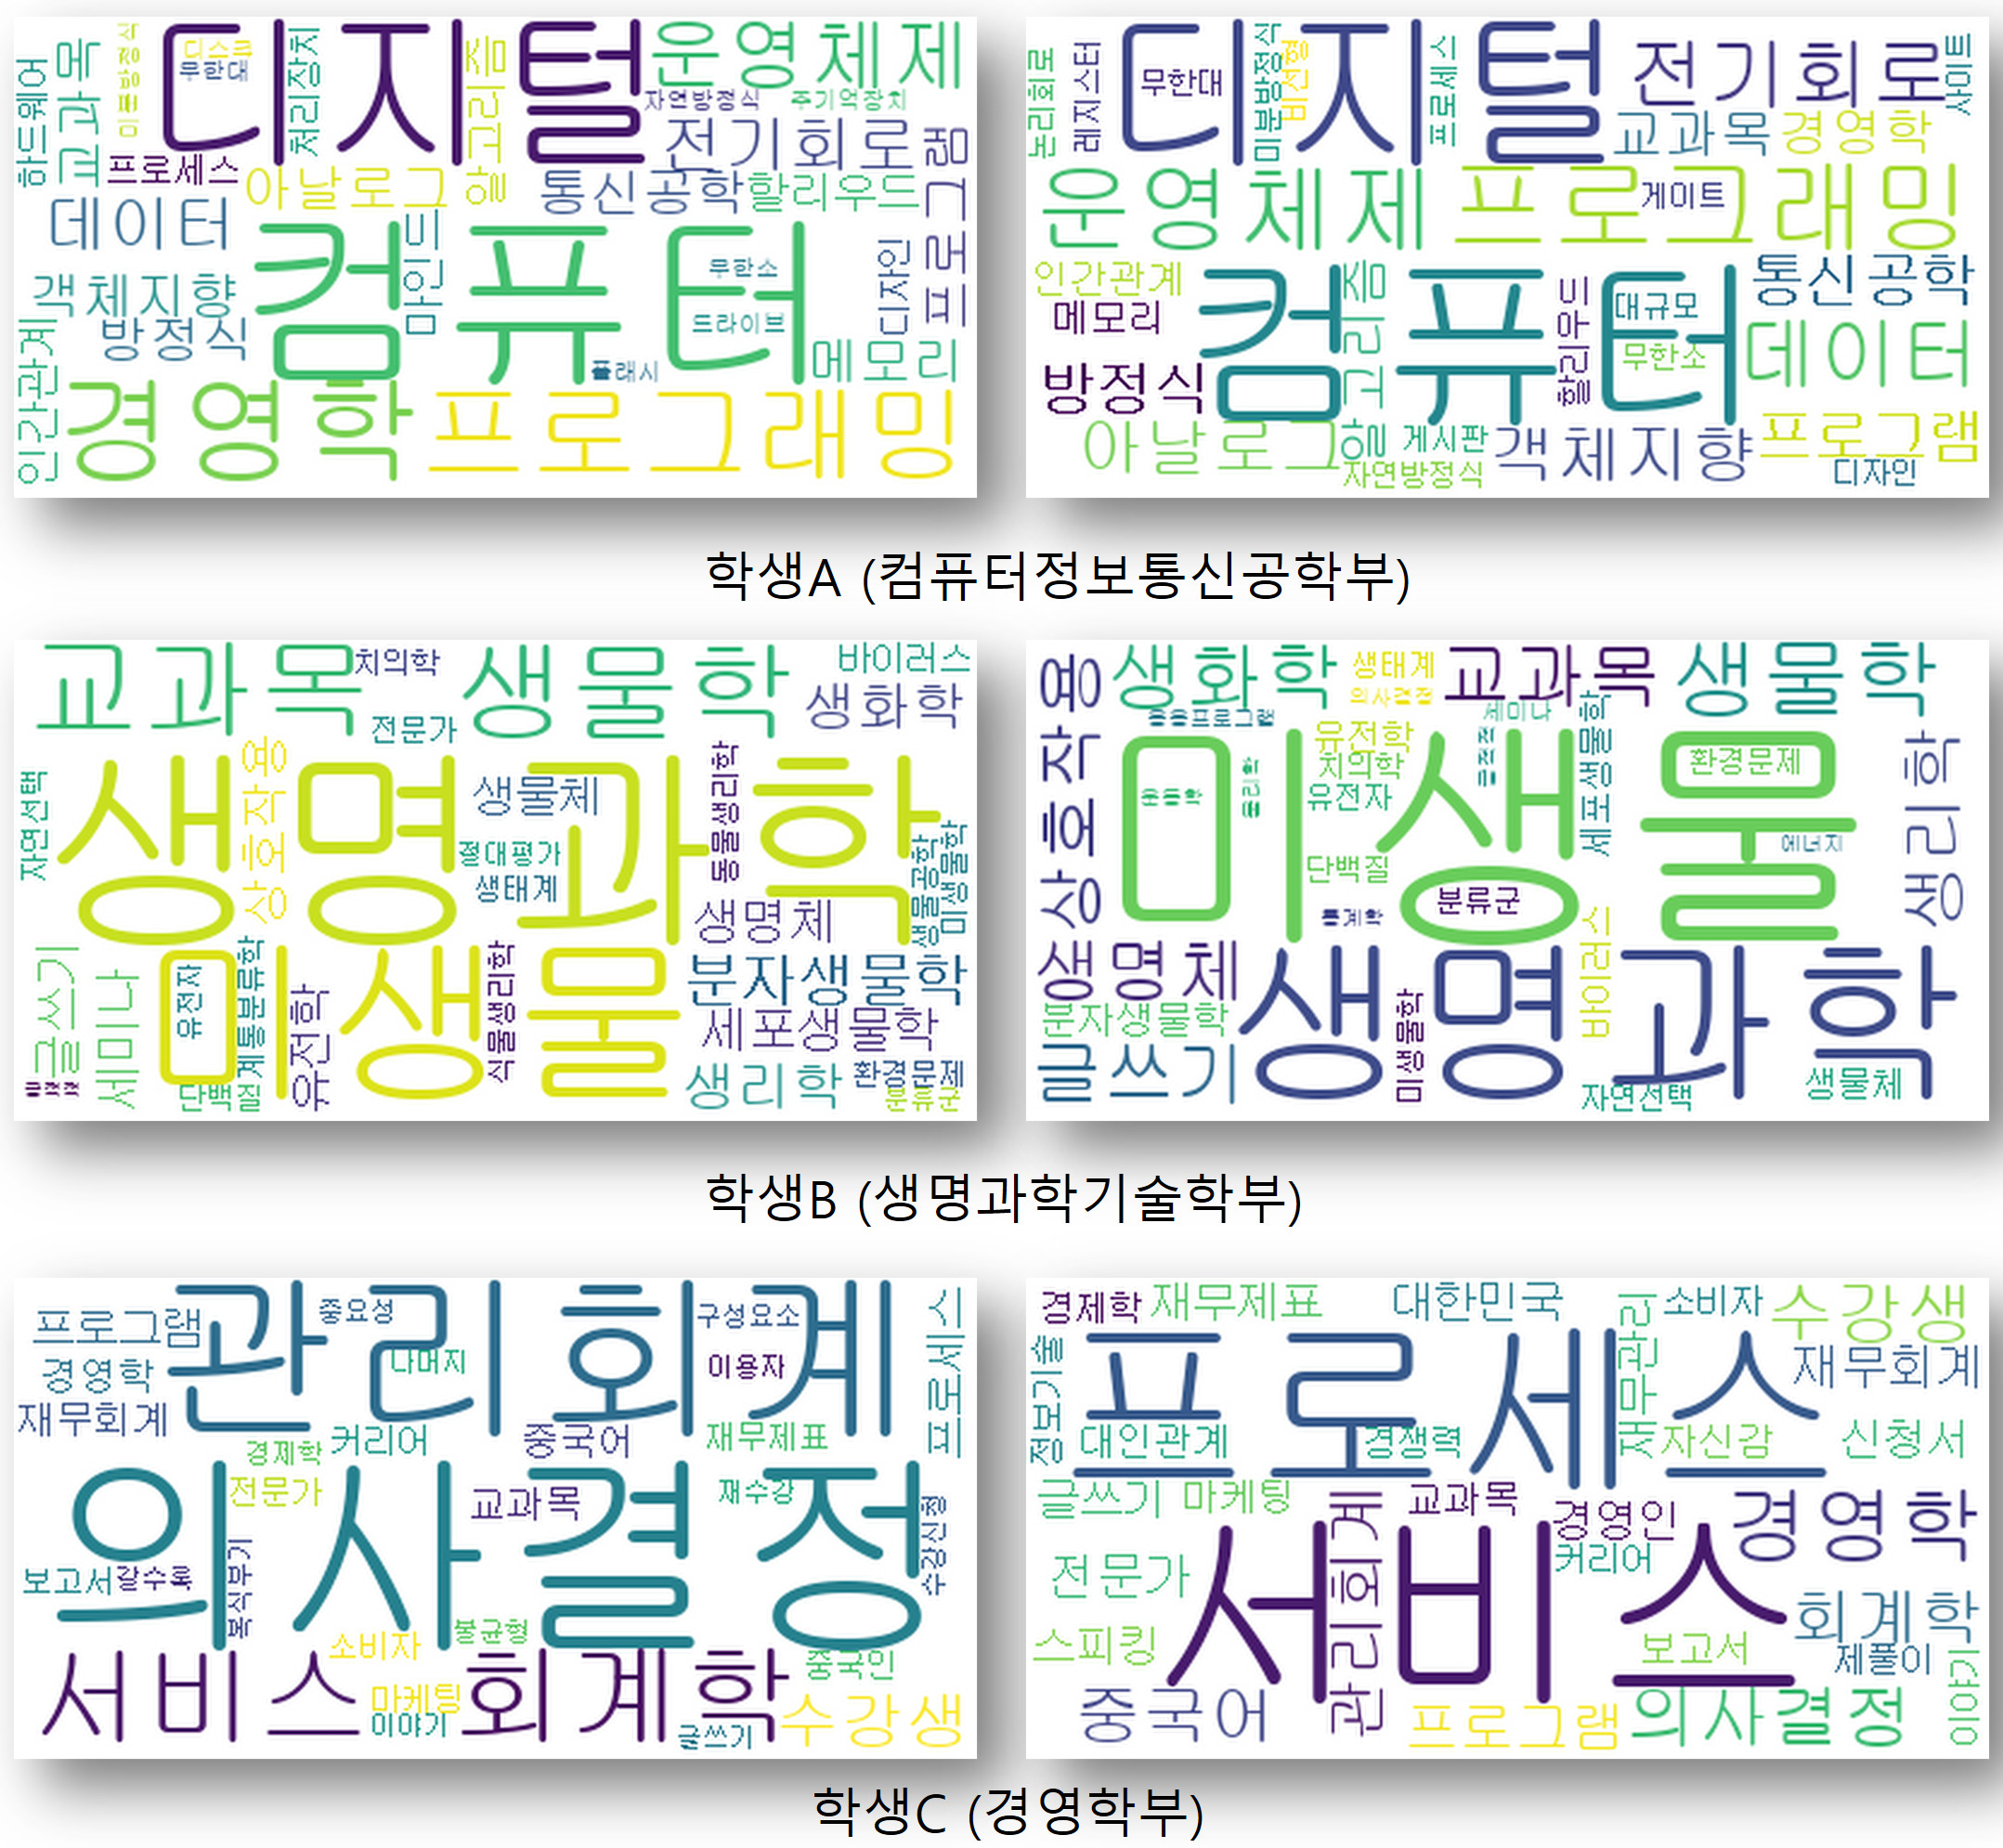 하드웨어
교과목
미분방정식
디지털
디스크
무한대
처리장치
알고리즘
운영체제
자연방정식
주기억장치
전기회로
프로그램
프로세스
아날로그
통신공학
할리우드
데이터
컴퓨터
마인드
무한소
드라이브
디자인
객체지향
방정식
플래시
메모리
인간관계
경영학
프로그래밍
논리회로
레지스터
디지털
무한대
미분방정식
비선형
프로세스
전기회로
사이트
교과목
경영학
운영체제
프로그래밍
게이트
인간관계
메모리
컴퓨터
알고리즘
할리우드
대규모
무한소
통신공학
데이터
방정식
아날로그
게시판
자연방정식
객체지향
프로그램
디자인
학생A (컴퓨터정보통신공학부)
교과목
치의학
전문가
생물학
바이러스
생화학
자연선택
생명과학
상호작용
생물체
절대평가
생태계
동물생리학
생명체
생물공학
미생물학
글쓰기
세미나
미생물
유전자
계통분류학
단백질
유전학
식물생리학
분자생물학
세포생물학
생리학
환경문제
분류군
상호작용
생화학
생태계
의사결정
교과목
생물학
응용프로그램
세미나
유전학
치의학
유전자
세포생물학
미생물
환경문제
에너지
물리학
단백질
분류군
통계학
생리학
생명체
분자생물학
글쓰기
생명과학
미생물학
바이러스
자연선택
생물체
학생B (생명과학기술학부)
프로그램
경영학
재무회계
관리회계
중요성
나머지
구성요소
이용자
프로세스
경제학
커리어
중국어
재무제표
의사결정
전문가
교과목
재수강
수강신청
보고서
갈수록
복식부기
소비자
불균형
서비스
마케팅
이야기
회계학
글쓰기
중국인
수강생
경제학
재무제표
대한민국
재무관리
소비자
수강생
정보기술
프로세스
재무회계
대인관계
경쟁력
자신감
신청서
글쓰기
마케팅
관리회계
교과목
경영인
커리어
경영학
전문가
서비스
스피킹
보고서
회계학
제풀이
이야기
중국어
프로그램
의사결정
학생C (경영학부)